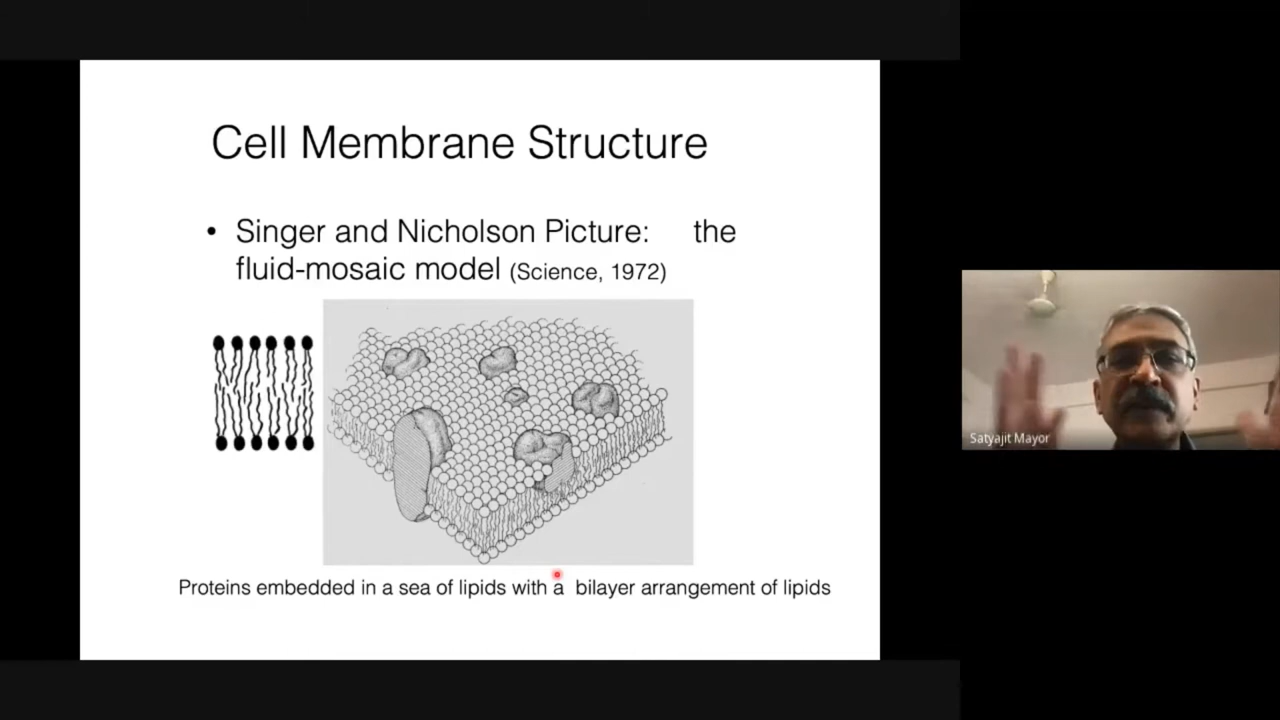 Cell Membrane Structure
• Singer and Nicholson Picture: the
fluid-mosaic model (Science, 1972)
Proteins embedded in a sea of lipids with a bilayer arrangement of lipids
Satyajit Mayor